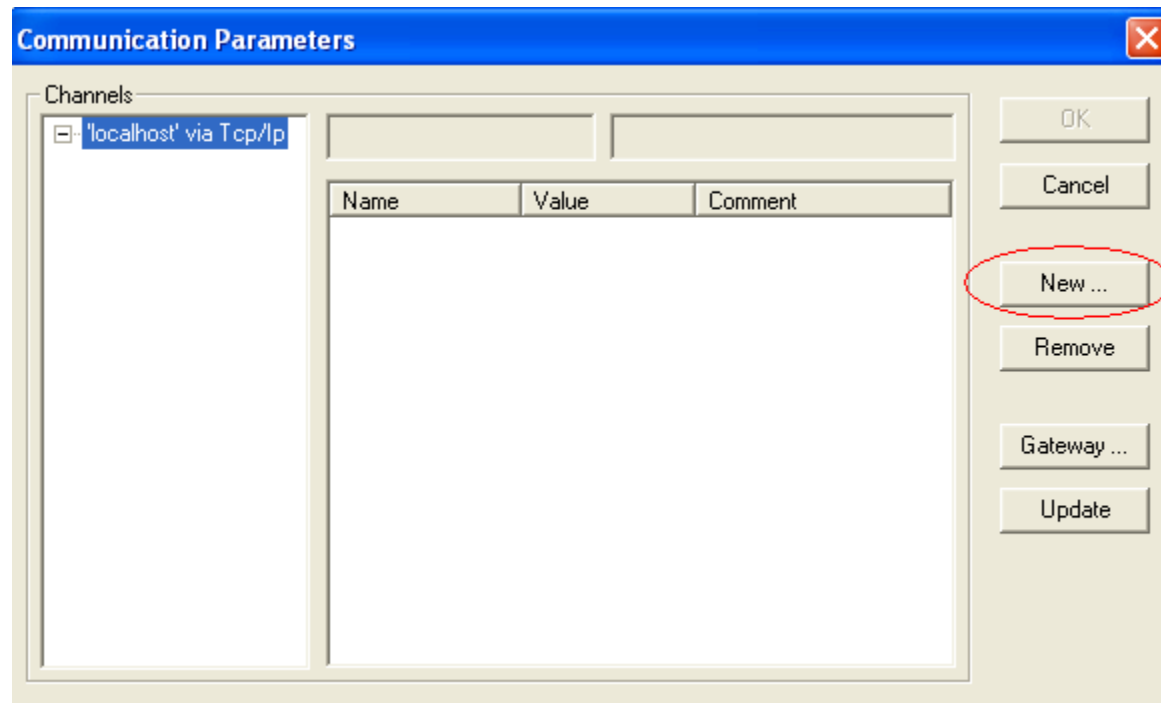 Communication Parameters
Channels
'localhost' via Tcp/Ip
Name Value Comment
OK
Cancel
New ...
Remove
Gateway ...
Update